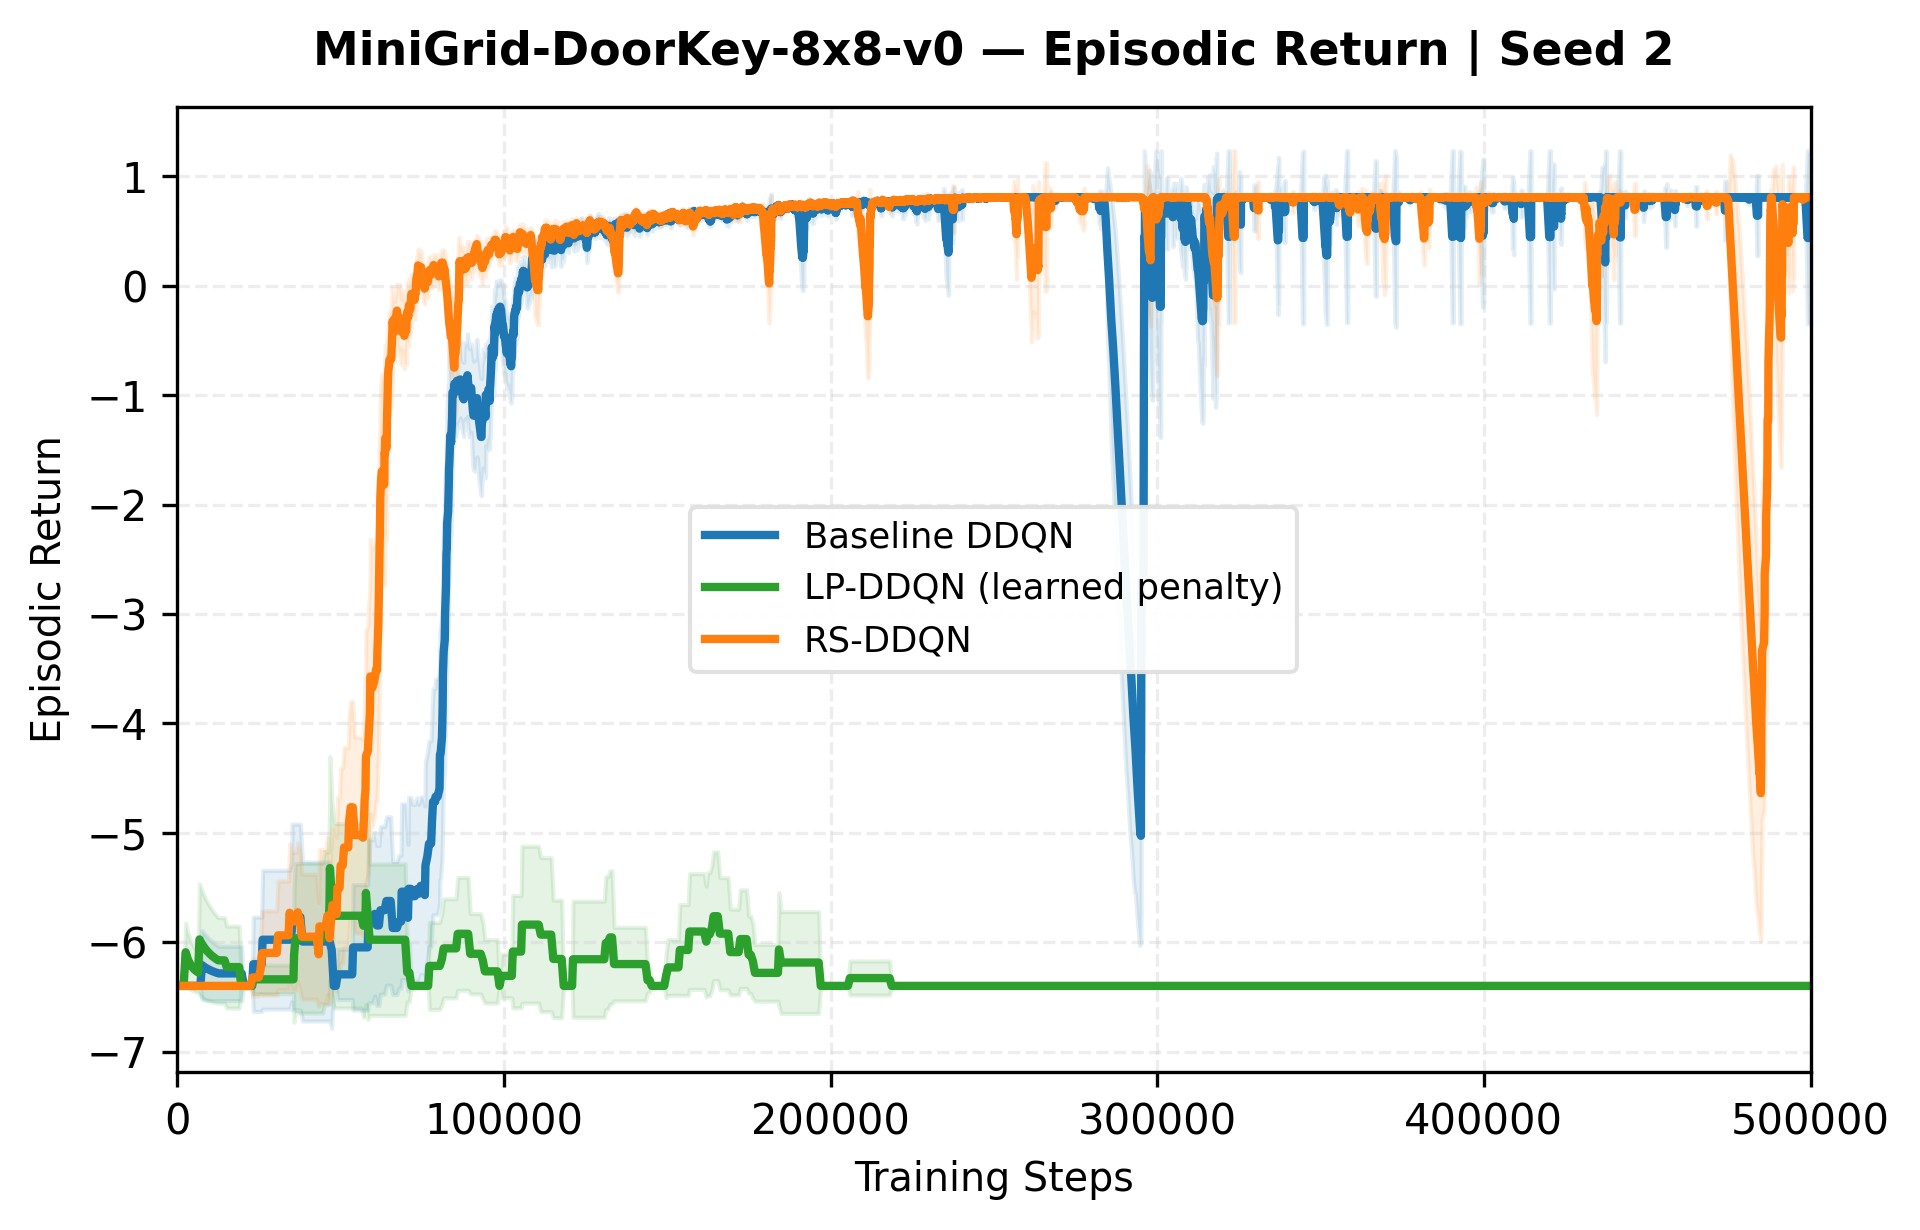 MiniGrid-DoorKey-8x8-v0 — Episodic Return | Seed 2
Episodic Return
1
0
−1
−2
−3
−4
−5
−6
−7
Baseline DDQN
LP-DDQN (learned penalty)
RS-DDQN
0 100000 200000 300000 400000 500000
Training Steps